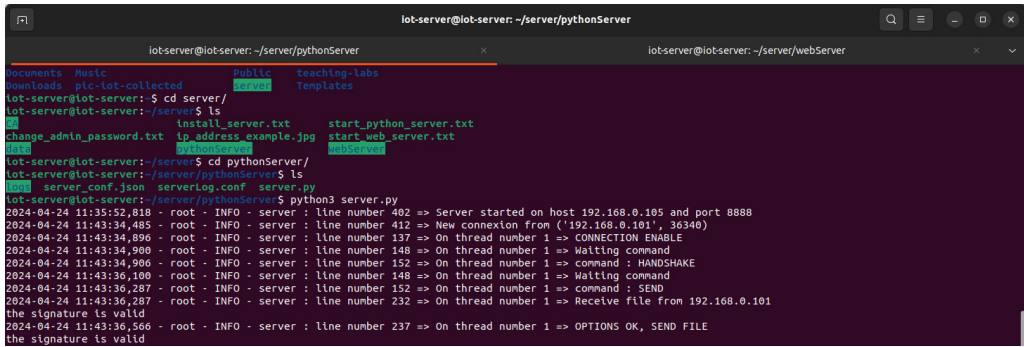 iot-server@iot-server: ~/server/pythonServer
iot-server@iot-server: ~/server/pythonServer × iot-server@iot-server: ~/server/webServer ×
Documents Music Public teaching-labs
Downloads pic-iot-collected server Templates
iot-server@iot-server:~$ cd server/
iot-server@iot-server:~/server$ ls
CA install_server.txt start_python_server.txt
change_admin_password.txt ip_address_example.jpg start_web_server.txt
data pythonServer webServer
iot-server@iot-server:~/server$ cd pythonServer/
iot-server@iot-server:~/server/pythonServer$ ls
logs server_conf.json serverLog.conf server.py
iot-server@iot-server:~/server/pythonServer$ python3 server.py
2024-04-24 11:35:52,818 - root - INFO - server : line number 402 => Server started on host 192.168.0.105 and port 8888
2024-04-24 11:43:34,485 - root - INFO - server : line number 412 => New connexion from ('192.168.0.101', 36340)
2024-04-24 11:43:34,896 - root - INFO - server : line number 137 => On thread number 1 => CONNECTION ENABLE
2024-04-24 11:43:34,900 - root - INFO - server : line number 148 => On thread number 1 => Waiting command
2024-04-24 11:43:34,906 - root - INFO - server : line number 152 => On thread number 1 => command : HANDSHAKE
2024-04-24 11:43:36,100 - root - INFO - server : line number 148 => On thread number 1 => Waiting command
2024-04-24 11:43:36,287 - root - INFO - server : line number 152 => On thread number 1 => command : SEND
2024-04-24 11:43:36,287 - root - INFO - server : line number 232 => On thread number 1 => Receive file from 192.168.0.101
the signature is valid
2024-04-24 11:43:36,566 - root - INFO - server : line number 237 => On thread number 1 => OPTIONS OK, SEND FILE
the signature is valid